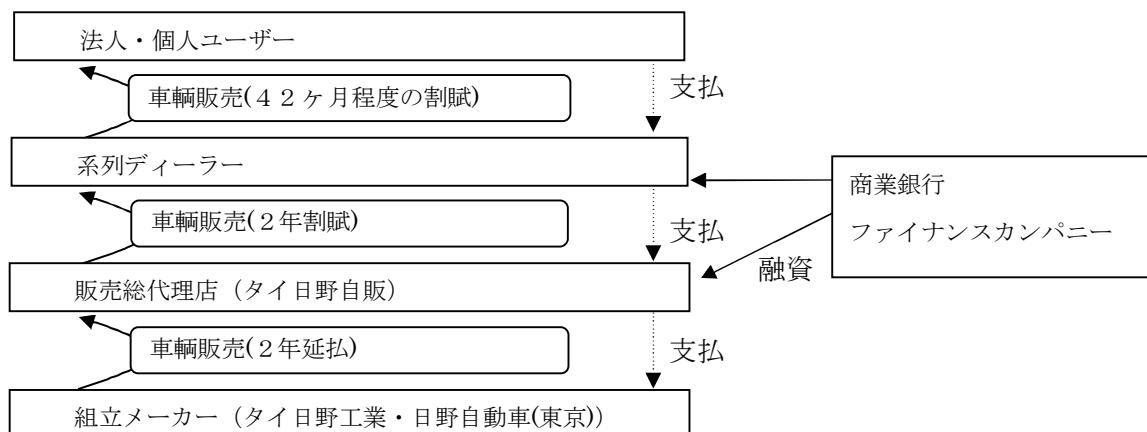 法人・個人ユーザー
車輌販売(４２ヶ月程度の割賦)
支払
系列ディーラー
商業銀行
ファイナンスカンパニー
車輌販売(２年割賦)
支払
融資
販売総代理店（タイ日野自販）
車輌販売(２年延払)
支払
組立メーカー（タイ日野工業・日野自動車(東京)）